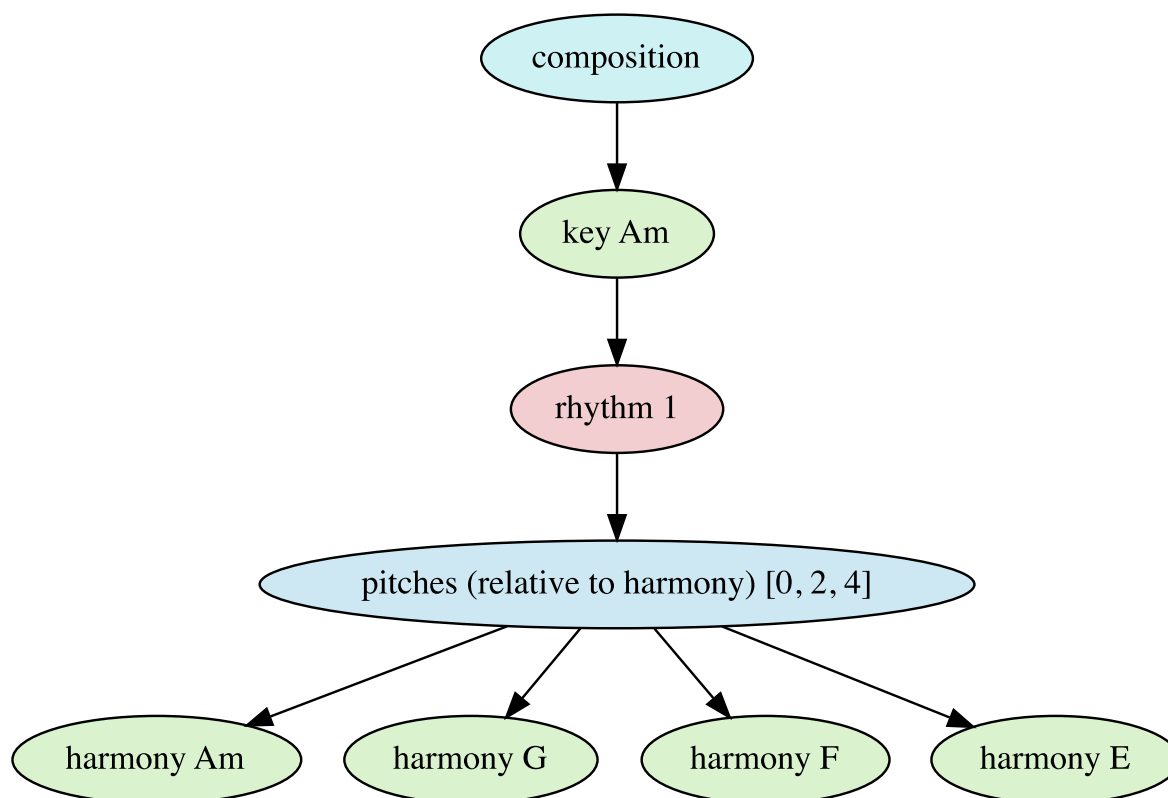 composition
key Am
rhythm 1
pitches (relative to harmony) [0, 2, 4]
harmony Am
harmony G
harmony F
harmony E